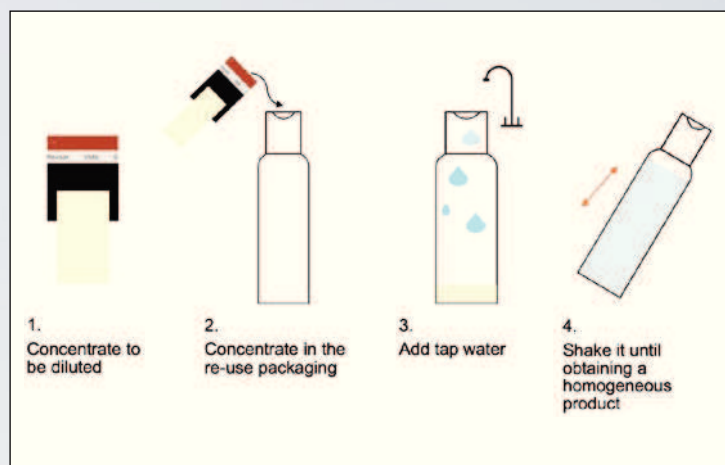 1.
Concentrate to
be diluted
2.
Concentrate in the
re-use packaging
3.
Add tap water
4.
Shake it until
obtaining a
homogeneous
product